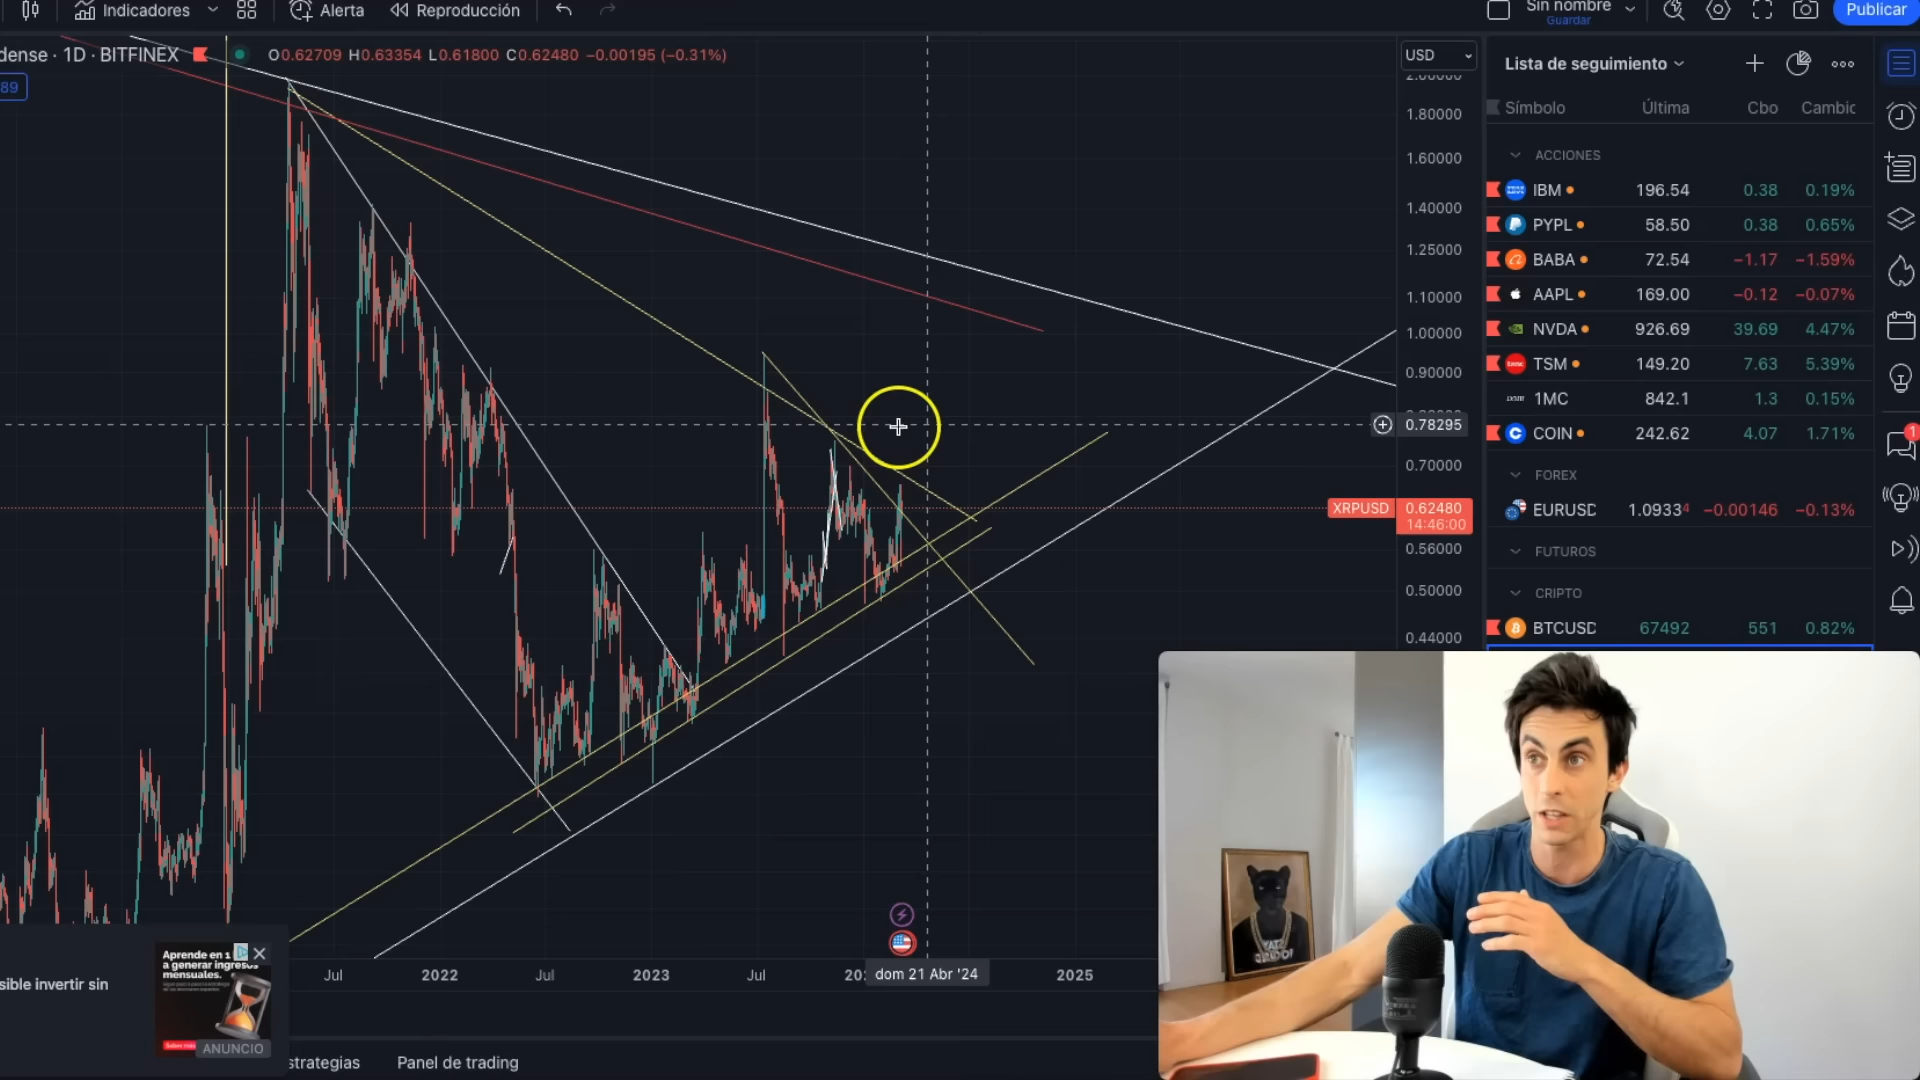 Indicadores
Alerta
Reproducción
Sin nombre
Guardar
Publicar
dense · 1D · BITFINEX
O0.62709 H0.63354 L0.61800 C0.62480 −0.00195 (−0.31%)
89
USD
2.00000
1.80000
1.60000
1.40000
1.25000
1.10000
1.00000
0.90000
0.78295
0.70000
XRPUSD 0.62480
14:46:00
0.56000
0.50000
0.44000
Lista de seguimiento
Símbolo Última Cbo Cambic
ACCIONES
IBM 196.54 0.38 0.19%
PYPL 58.50 0.38 0.65%
BABA 72.54 −1.17 −1.59%
AAPL 169.00 −0.12 −0.07%
NVDA 926.69 39.69 4.47%
TSM 149.20 7.63 5.39%
1MC 842.1 1.3 0.15%
COIN 242.62 4.07 1.71%
FOREX
EURUSD 1.09334 −0.00146 −0.13%
FUTUROS
CRIPTO
BTCUSD 67492 551 0.82%
1
Jul 2022 Jul 2023 Jul 20 dom 21 Abr '24 2025
sible invertir sin
Aprende en 1
a generar ingresos
mensuales.
ANUNCIO
strategias
Panel de trading